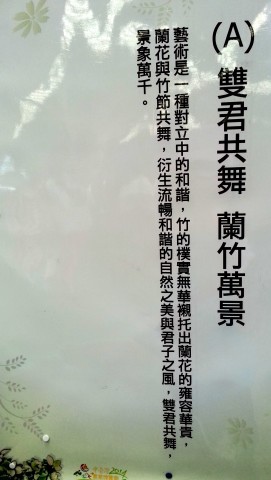 (A) 雙君共舞 蘭竹萬景
藝術是一種對立中的和諧，竹的樸實無華襯托出蘭花的雍容華貴，
蘭花與竹節共舞，衍生流暢和諧的自然之美與君子之風，雙君共舞，
景象萬千。
2014